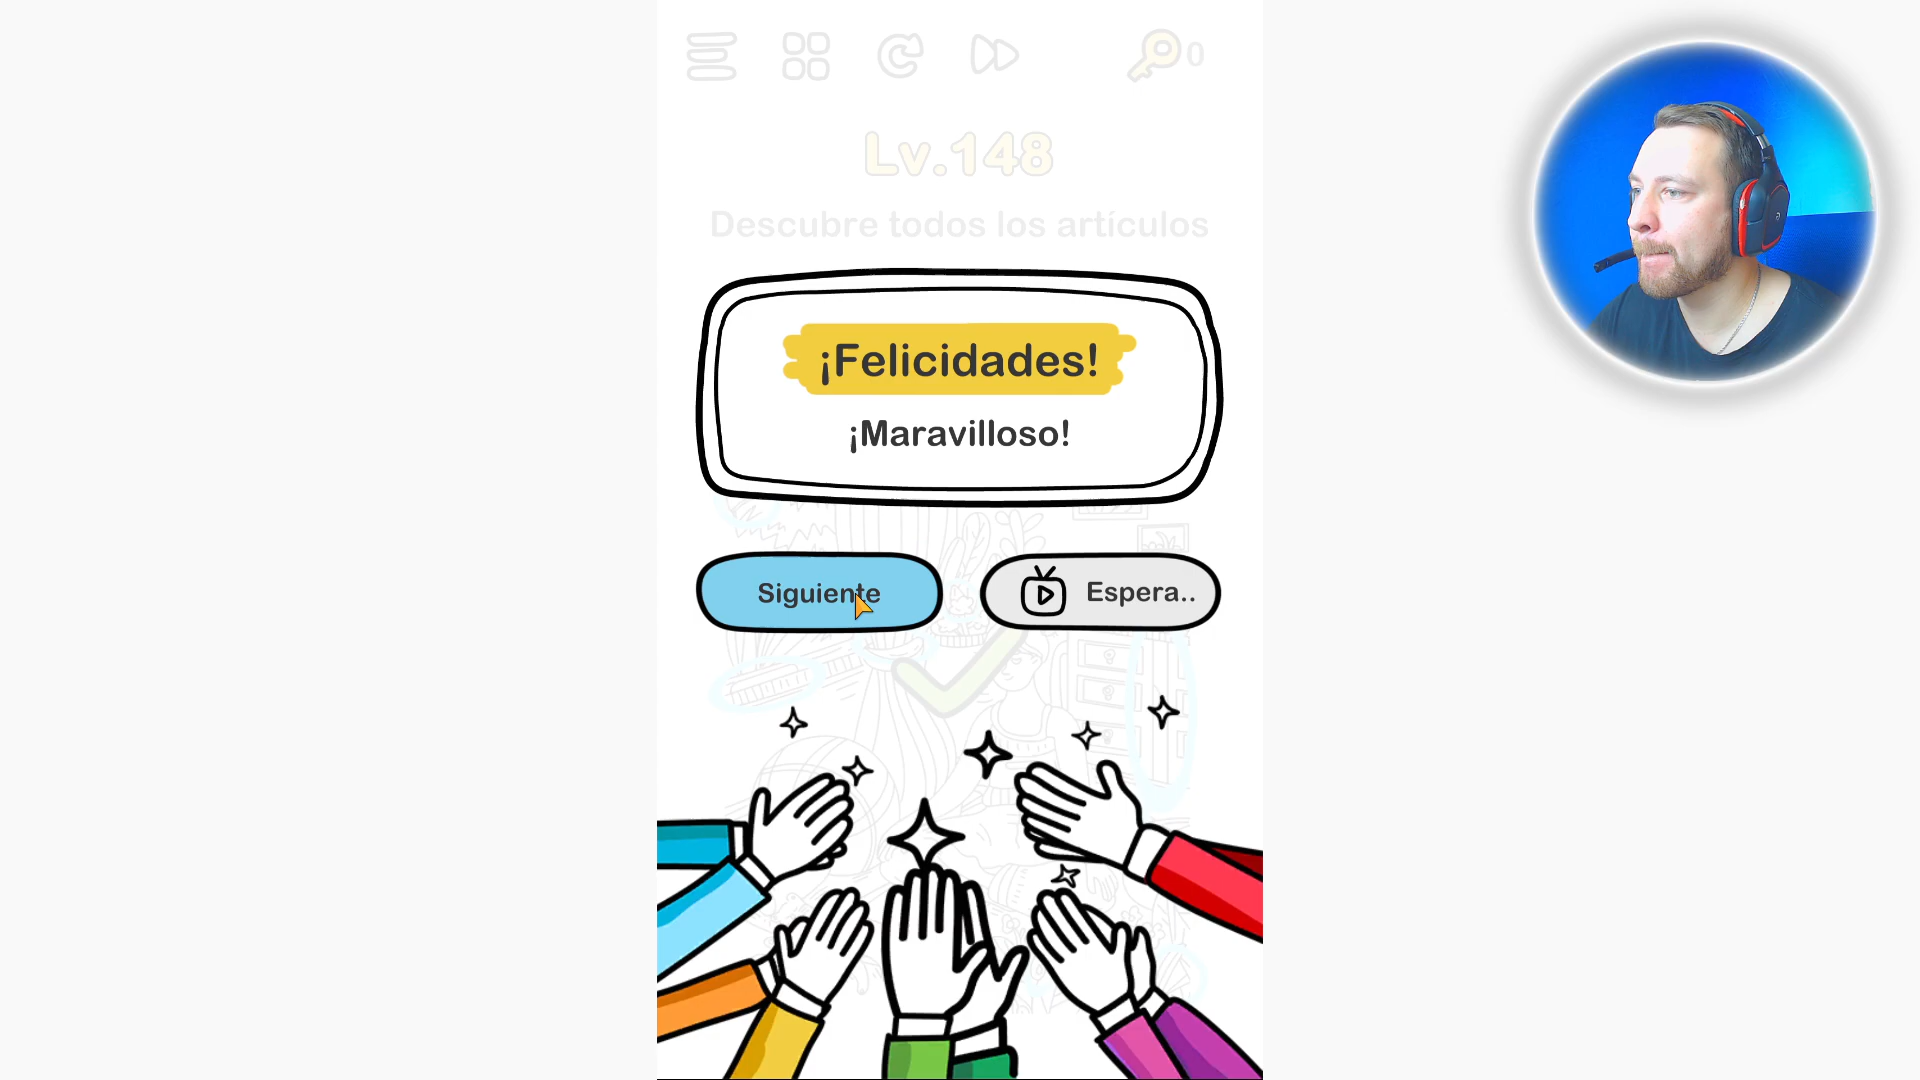 0
Lv.148
Descubre todos los artículos
¡Felicidades!
¡Maravilloso!
Siguiente
Espera..